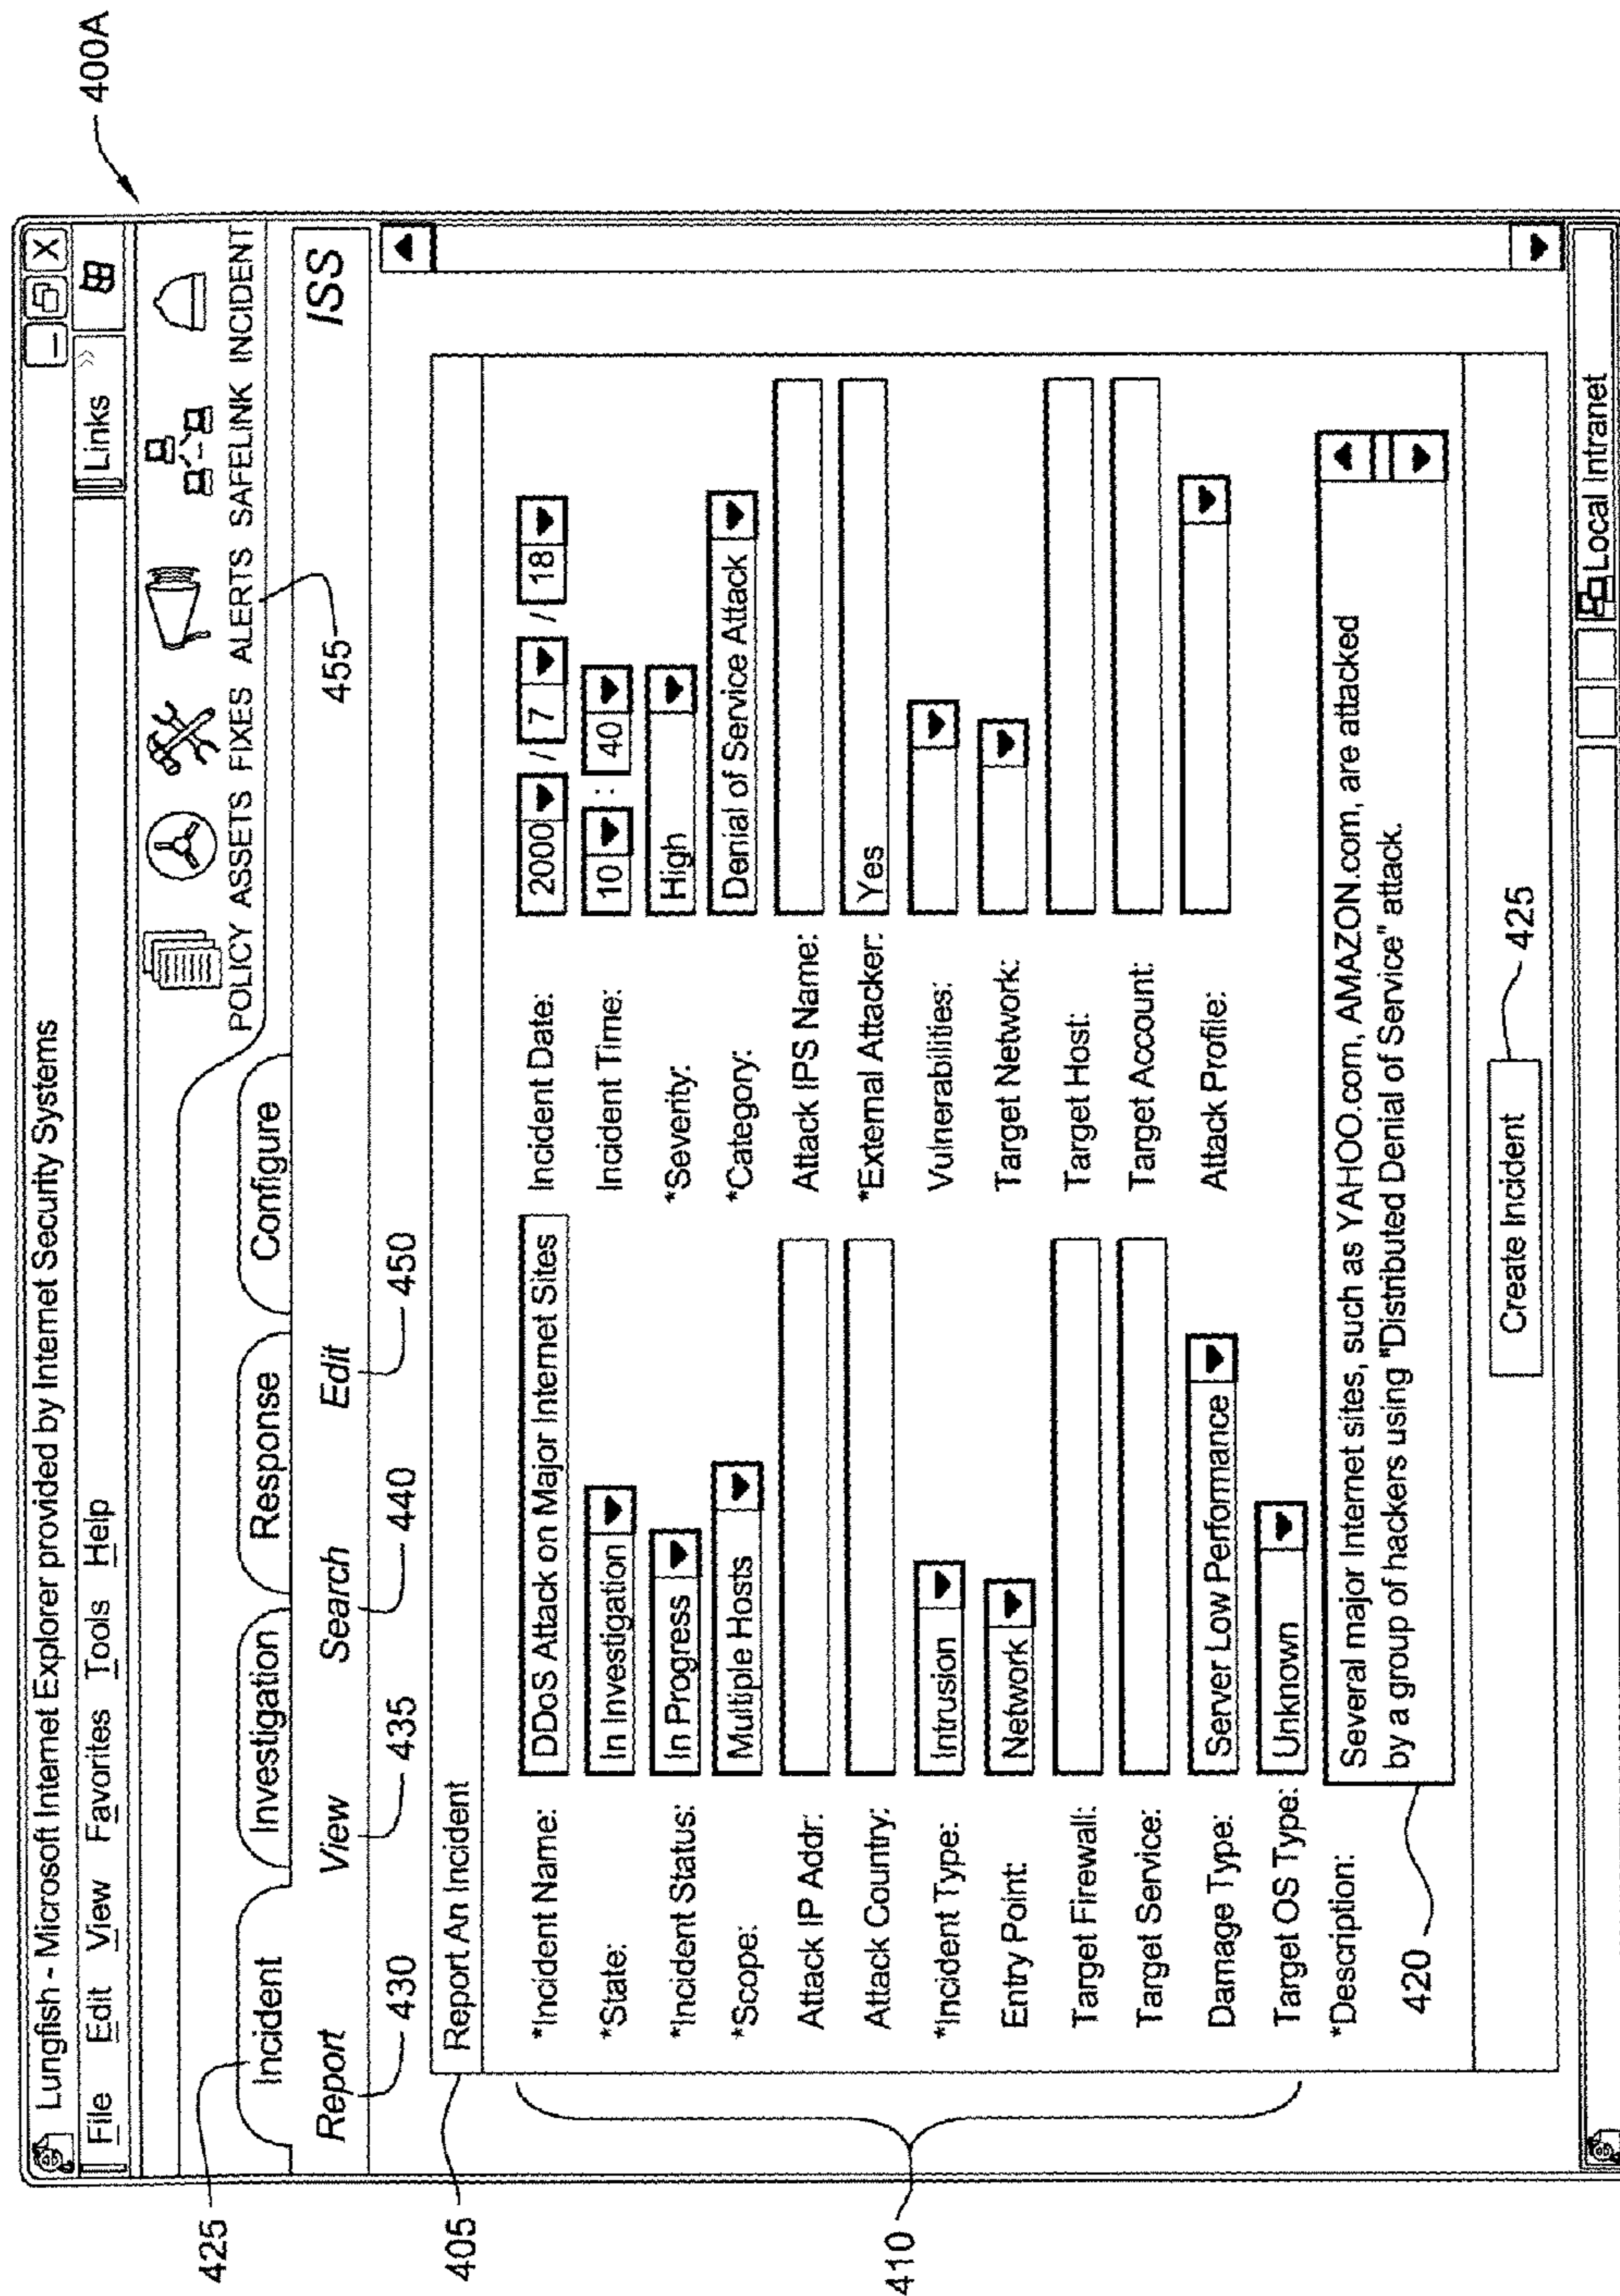 400A
Lungfish - Microsoft Internet Explorer provided by Internet Security Systems
File Edit View Favorites Tools Help
Links »
POLICY ASSETS FIXES ALERTS SAFELINK INCIDENT
425
Incident Investigation Response Configure
455
Report View Search Edit ISS
430 435 440 450
405
Report An Incident
410
*Incident Name: DDoS Attack on Major Internet Sites Incident Date: 2000 / 7 / 18
*State: In Investigation Incident Time: 10 : 40
*Incident Status: In Progress *Severity: High
*Scope: Multiple Hosts *Category: Denial of Service Attack
Attack IP Addr: Attack IPS Name:
Attack Country: *External Attacker: Yes
*Incident Type: Intrusion Vulnerabilities:
Entry Point: Network Target Network:
Target Firewall: Target Host:
Target Service: Target Account:
Damage Type: Server Low Performance Attack Profile:
Target OS Type: Unknown
*Description: Several major Internet sites, such as YAHOO.com, AMAZON.com, are attacked
by a group of hackers using "Distributed Denial of Service" attack.
420
Create Incident 425
Local Intranet